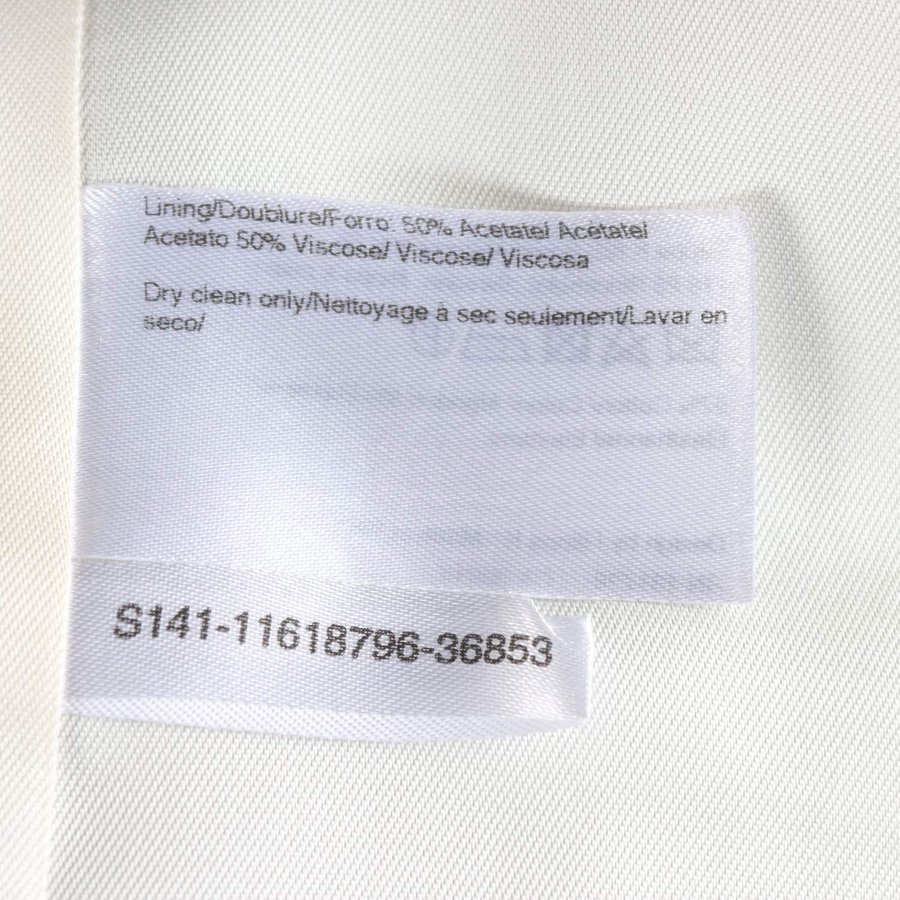 Lining/Doublure/Forro: 50% Acetate/ Acétate/
Acetato 50% Viscose/ Viscose/ Viscosa
Dry clean only/Nettoyage à sec seulement/Lavar en
seco/
S141-11618796-36853